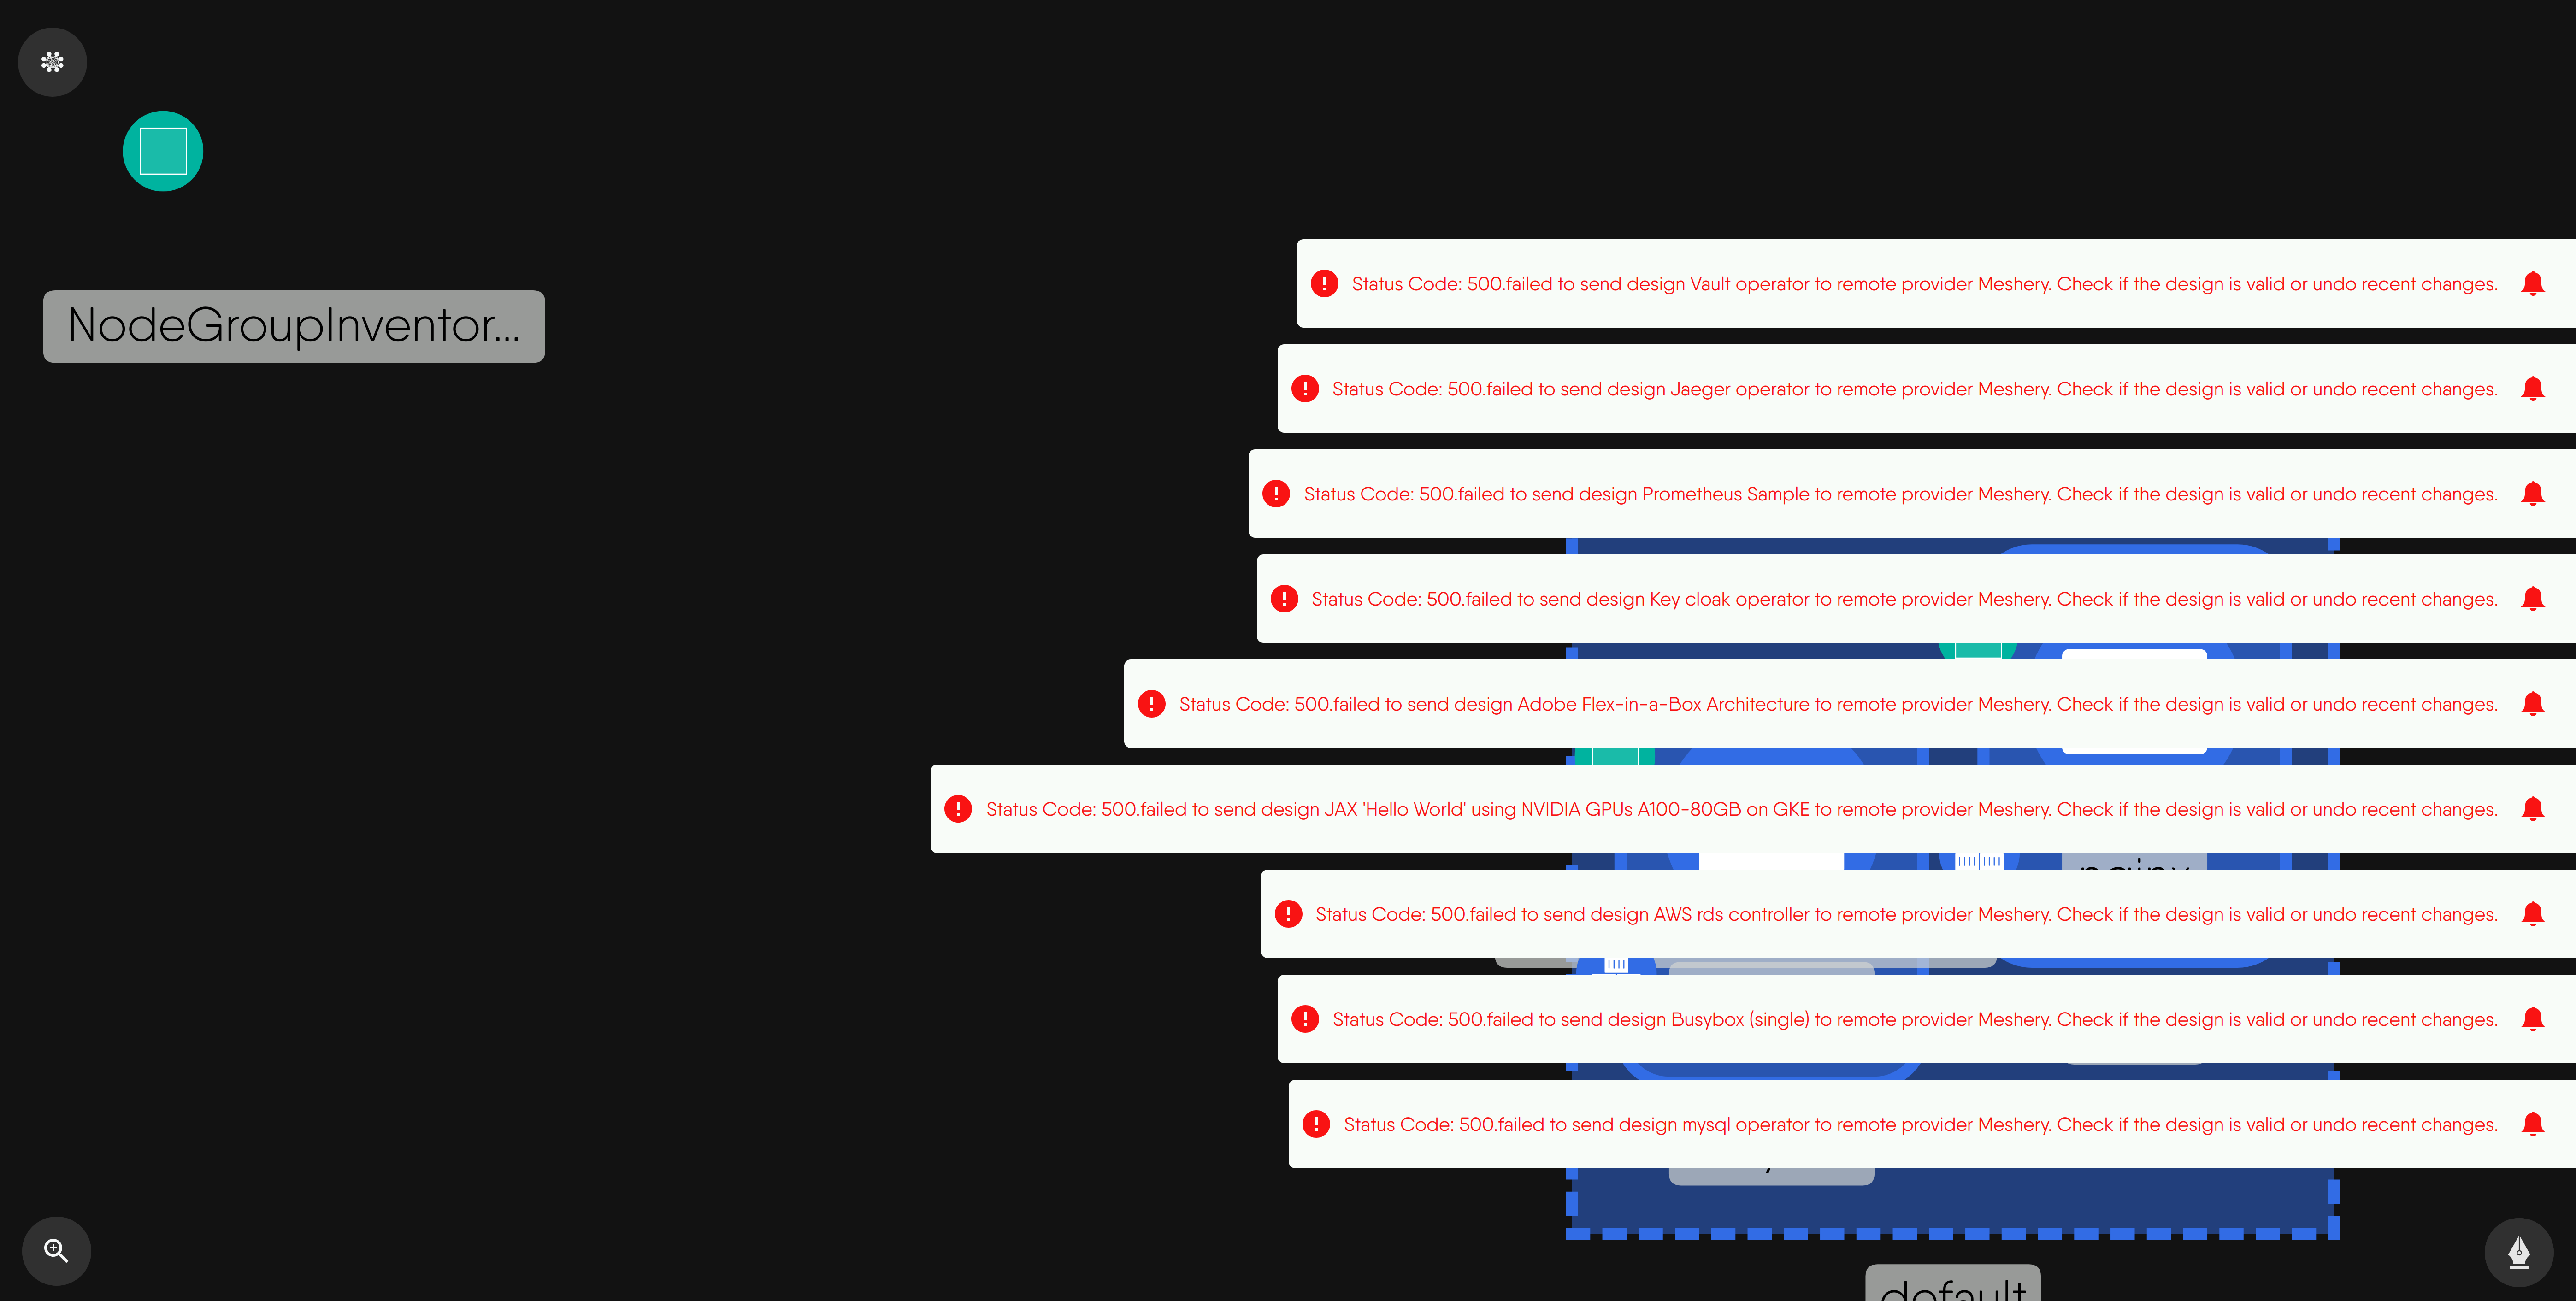 NodeGroupInventor...
Status Code: 500.failed to send design Vault operator to remote provider Meshery. Check if the design is valid or undo recent changes.
Status Code: 500.failed to send design Jaeger operator to remote provider Meshery. Check if the design is valid or undo recent changes.
Status Code: 500.failed to send design Prometheus Sample to remote provider Meshery. Check if the design is valid or undo recent changes.
Status Code: 500.failed to send design Key cloak operator to remote provider Meshery. Check if the design is valid or undo recent changes.
Status Code: 500.failed to send design Adobe Flex-in-a-Box Architecture to remote provider Meshery. Check if the design is valid or undo recent changes.
Status Code: 500.failed to send design JAX 'Hello World' using NVIDIA GPUs A100-80GB on GKE to remote provider Meshery. Check if the design is valid or undo recent changes.
Status Code: 500.failed to send design AWS rds controller to remote provider Meshery. Check if the design is valid or undo recent changes.
Status Code: 500.failed to send design Busybox (single) to remote provider Meshery. Check if the design is valid or undo recent changes.
Status Code: 500.failed to send design mysql operator to remote provider Meshery. Check if the design is valid or undo recent changes.
default